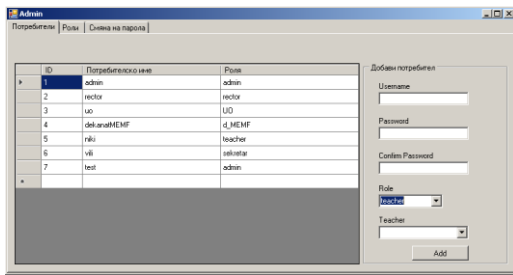 Admin
Потребители Роли Смяна на парола
ID Потребителско име Роля
1 admin admin
2 rector rector
3 uo UO
4 dekanatMEMF d_MEMF
5 niki teacher
6 vili sekretar
7 test admin
Добави потребител
Username
Password
Confirm Password
Role
teacher
Teacher
Add